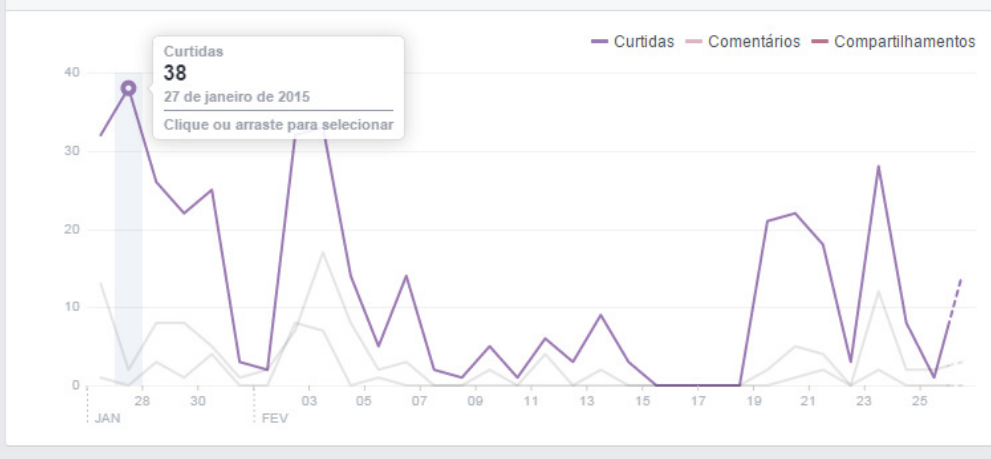 Curtidas Comentários Compartilhamentos
Curtidas
38
27 de janeiro de 2015
Clique ou arraste para selecionar
40
30
20
10
0
28 30 03 05 07 09 11 13 15 17 19 21 23 25
JAN FEV